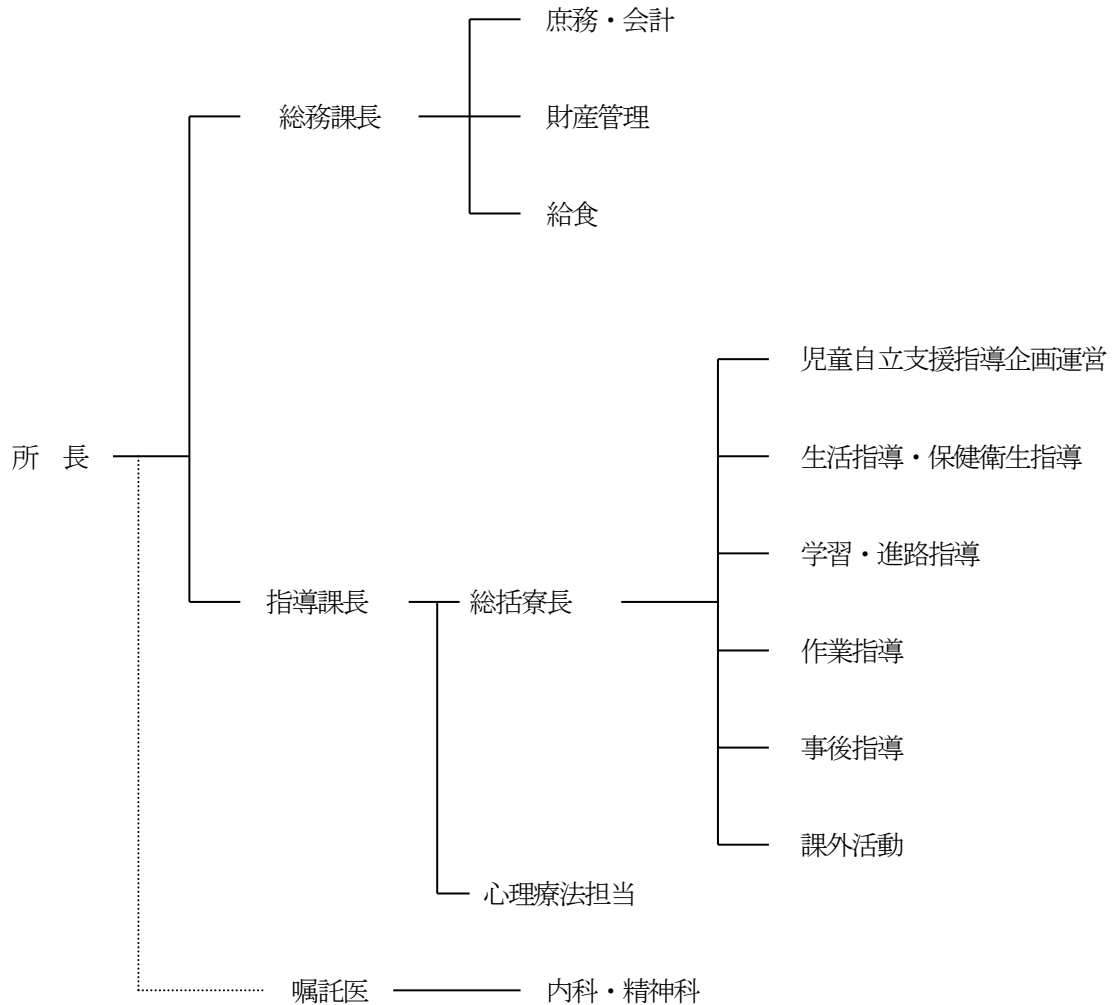 庶務・会計
総務課長
財産管理
給食
児童自立支援指導企画運営
所　長
生活指導・保健衛生指導
学習・進路指導
指導課長
総括寮長
作業指導
事後指導
課外活動
心理療法担当
嘱託医
内科・精神科